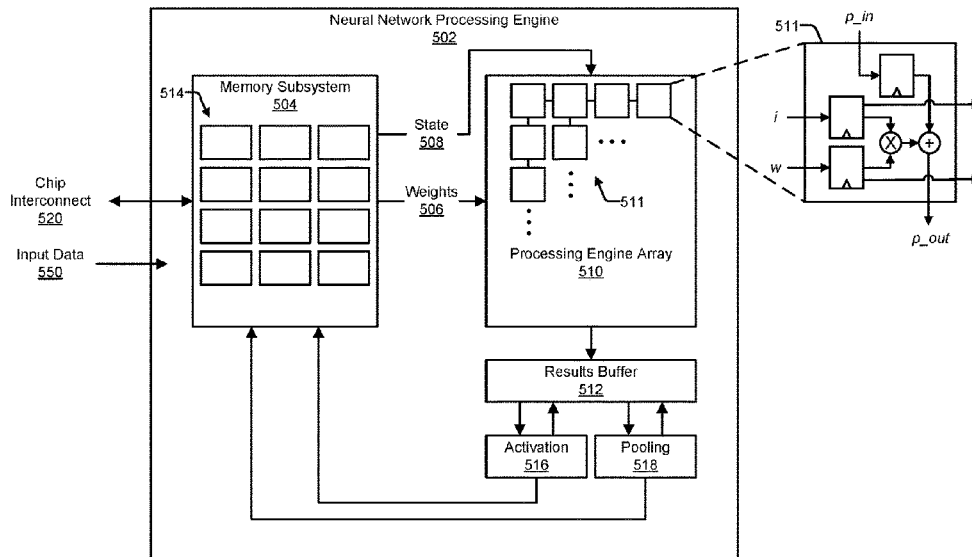 Neural Network Processing Engine
502
511
p_in
Memory Subsystem
504
514
State
508
i
w
Weights
506
511
Chip
Interconnect
520
Input Data
550
Processing Engine Array
510
p_out
Results Buffer
512
Activation
516
Pooling
518
X
+